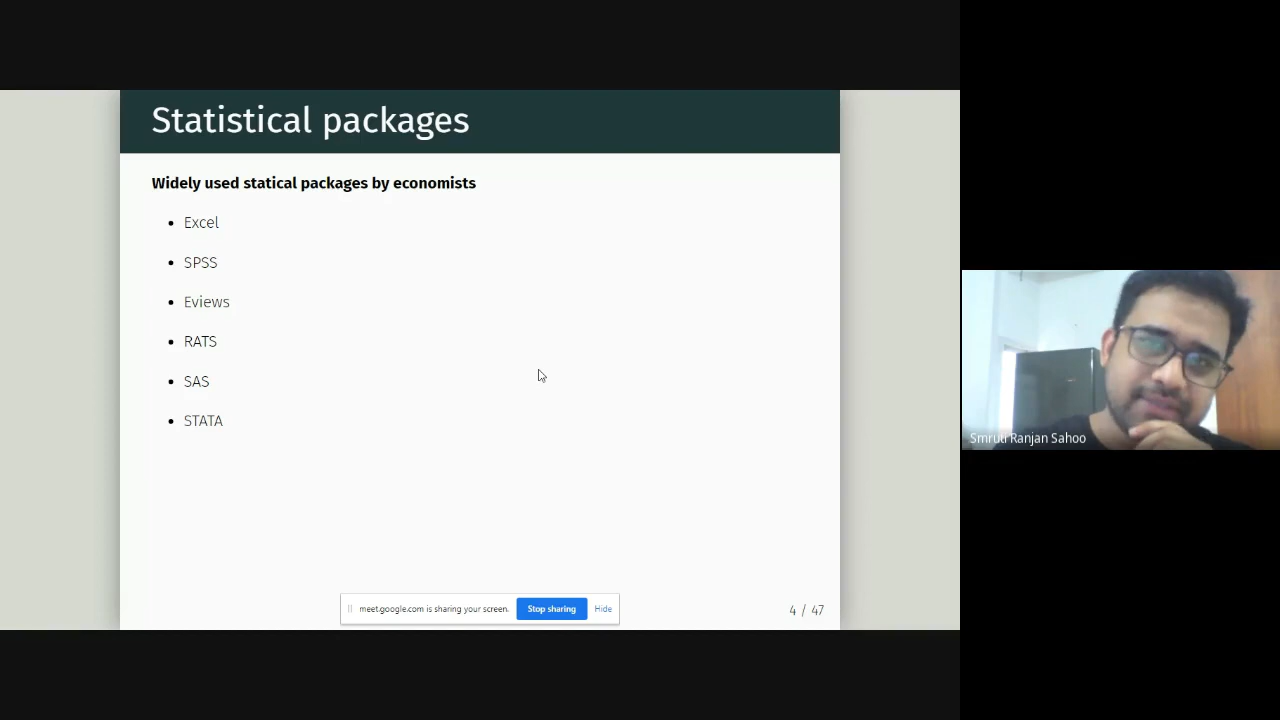 Statistical packages
Widely used statical packages by economists
Excel
SPSS
Eviews
RATS
SAS
STATA
meet.google.com is sharing your screen.
Stop sharing
Hide
4 / 47
Smruti Ranjan Sahoo